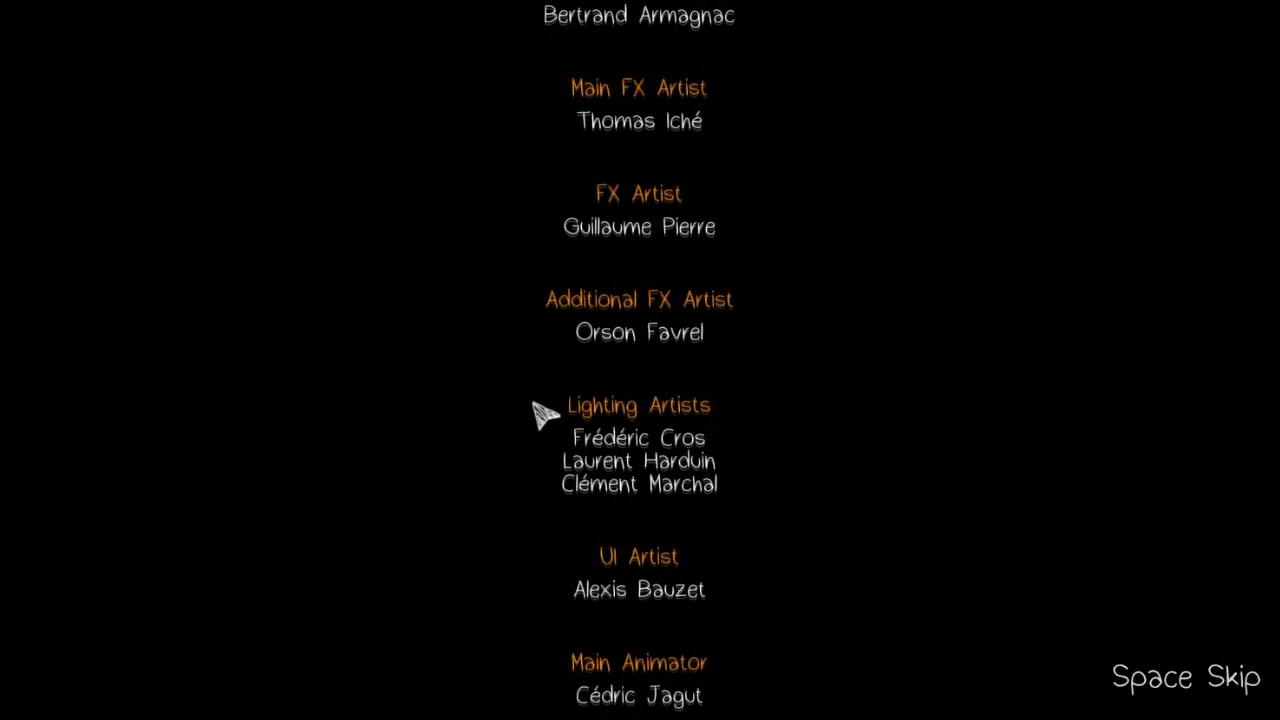 Bertrand Armagnac
Main FX Artist
Thomas Iché
FX Artist
Guillaume Pierre
Additional FX Artist
Orson Favrel
Lighting Artists
Frédéric Cros
Laurent Harduin
Clément Marchal
UI Artist
Alexis Bauzet
Main Animator
Cédric Jagut
Space Skip